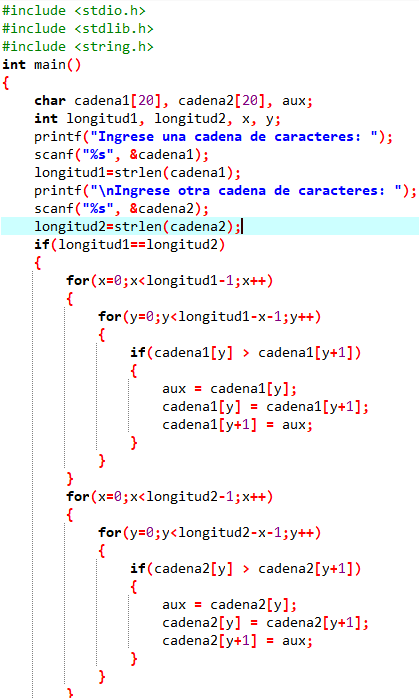 #include <stdio.h>
#include <stdlib.h>
#include <string.h>
int main()
{
    char cadena1[20], cadena2[20], aux;
    int longitud1, longitud2, x, y;
    printf("Ingrese una cadena de caracteres: ");
    scanf("%s", &cadena1);
    longitud1=strlen(cadena1);
    printf("\nIngrese otra cadena de caracteres: ");
    scanf("%s", &cadena2);
    longitud2=strlen(cadena2);
    if(longitud1==longitud2)
    {
        for(x=0;x<longitud1-1;x++)
        {
            for(y=0;y<longitud1-x-1;y++)
            {
                if(cadena1[y] > cadena1[y+1])
                {
                    aux = cadena1[y];
                    cadena1[y] = cadena1[y+1];
                    cadena1[y+1] = aux;
                }
            }
        }
        for(x=0;x<longitud2-1;x++)
        {
            for(y=0;y<longitud2-x-1;y++)
            {
                if(cadena2[y] > cadena2[y+1])
                {
                    aux = cadena2[y];
                    cadena2[y] = cadena2[y+1];
                    cadena2[y+1] = aux;
                }
            }
        }